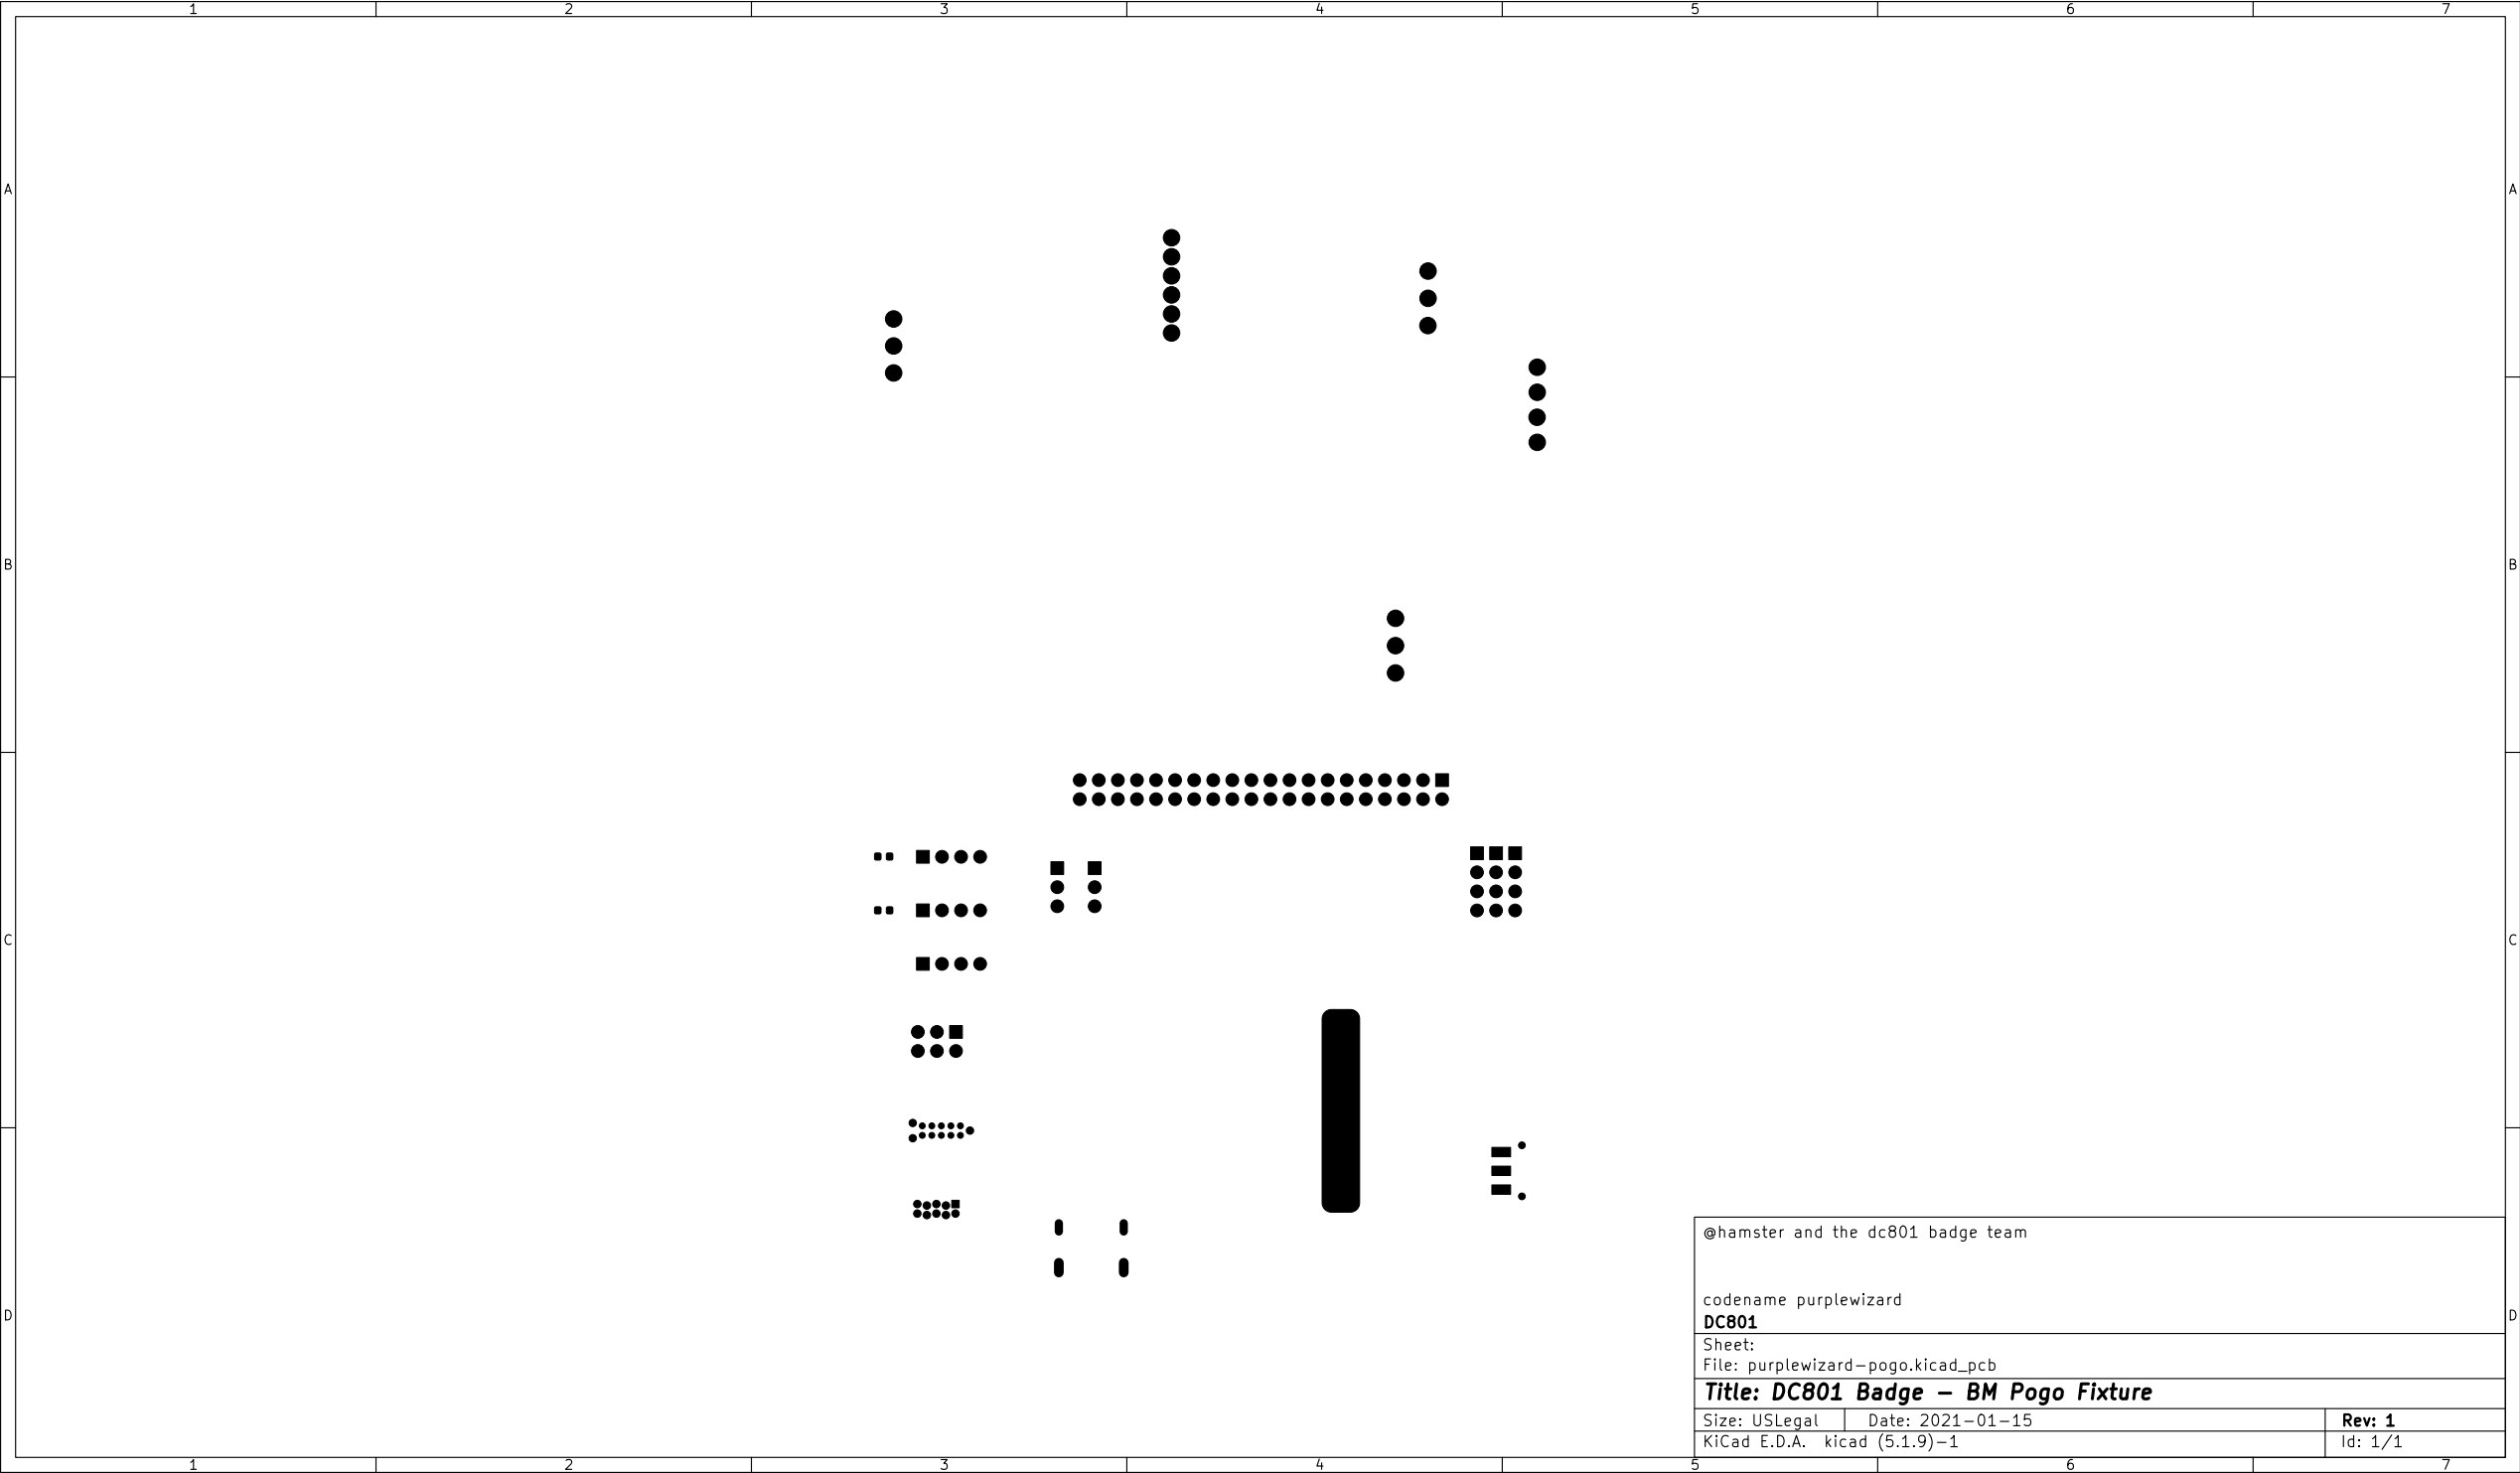 1 2 3 4 5 6 7
A A
B B
C C
D D
@hamster and the dc801 badge team
codename purplewizard
DC801
Sheet:
File: purplewizard-pogo.kicad_pcb
Title: DC801 Badge - BM Pogo Fixture
Size: USLegal Date: 2021-01-15 Rev: 1
KiCad E.D.A. kicad (5.1.9)-1 Id: 1/1
1 2 3 4 5 6 7